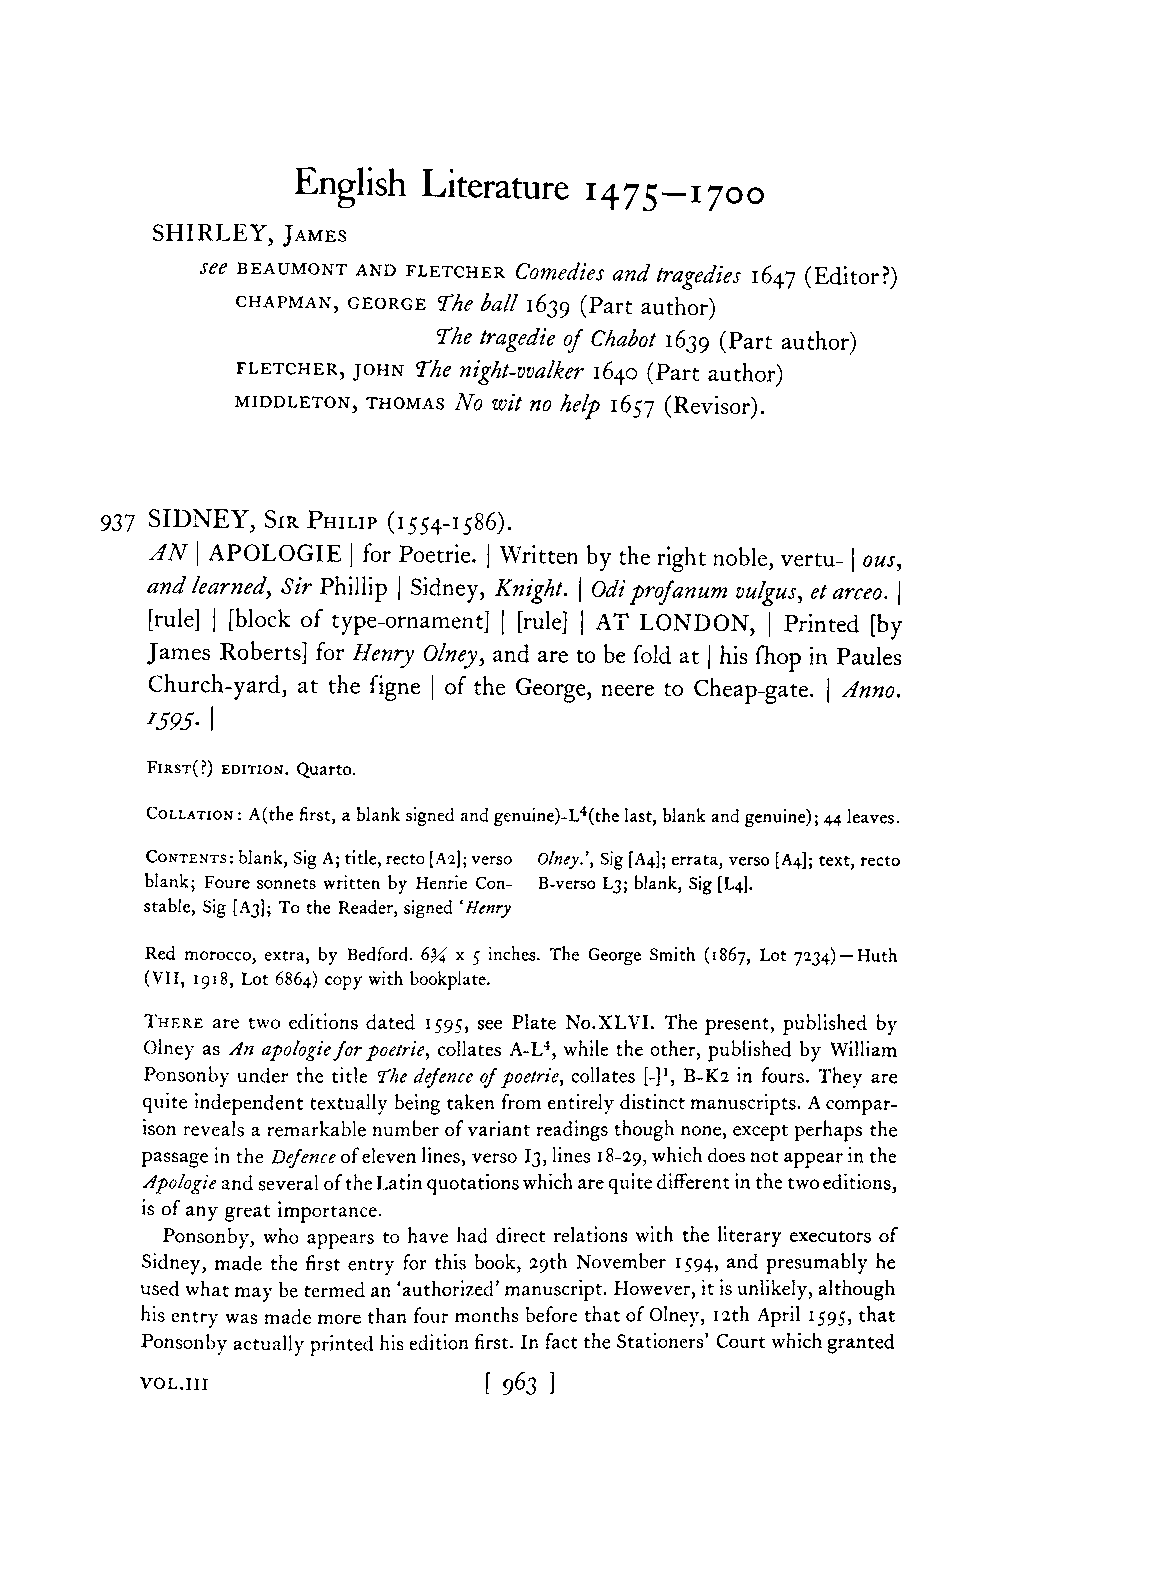 English Literature 1475–1700
SHIRLEY, JAMES
see BEAUMONT AND FLETCHER Comedies and tragedies 1647 (Editor?)
CHAPMAN, GEORGE The ball 1639 (Part author)
The tragedie of Chabot 1639 (Part author)
FLETCHER, JOHN The night-vvalker 1640 (Part author)
MIDDLETON, THOMAS No wit no help 1657 (Revisor).
937 SIDNEY, SIR PHILIP (1554-1586).
AN | APOLOGIE | for Poetrie. | Written by the right noble, vertu- | ous,
and learned, Sir Phillip | Sidney, Knight. | Odi profanum vulgus, et arceo. |
[rule] | [block of type-ornament] | [rule] | AT LONDON, | Printed [by
James Roberts] for Henry Olney, and are to be ſold at | his ſhop in Paules
Church-yard, at the ſigne | of the George, neere to Cheap-gate. | Anno.
1595. |
FIRST(?) EDITION. Quarto.
COLLATION: A(the first, a blank signed and genuine)-L⁴(the last, blank and genuine); 44 leaves.
CONTENTS: blank, Sig A; title, recto [A2]; verso
blank; Foure sonnets written by Henrie Con-
stable, Sig [A3]; To the Reader, signed 'Henry
Olney.', Sig [A4]; errata, verso [A4]; text, recto
B-verso L3; blank, Sig [L4].
Red morocco, extra, by Bedford. 6¾ x 5 inches. The George Smith (1867, Lot 7234)—Huth
(VII, 1918, Lot 6864) copy with bookplate.
THERE are two editions dated 1595, see Plate No.XLVI. The present, published by
Olney as An apologie for poetrie, collates A-L⁴, while the other, published by William
Ponsonby under the title The defence of poetrie, collates [-]¹, B-K2 in fours. They are
quite independent textually being taken from entirely distinct manuscripts. A compar-
ison reveals a remarkable number of variant readings though none, except perhaps the
passage in the Defence of eleven lines, verso I3, lines 18-29, which does not appear in the
Apologie and several of the Latin quotations which are quite different in the two editions,
is of any great importance.
Ponsonby, who appears to have had direct relations with the literary executors of
Sidney, made the first entry for this book, 29th November 1594, and presumably he
used what may be termed an 'authorized' manuscript. However, it is unlikely, although
his entry was made more than four months before that of Olney, 12th April 1595, that
Ponsonby actually printed his edition first. In fact the Stationers' Court which granted
VOL.III [ 963 ]